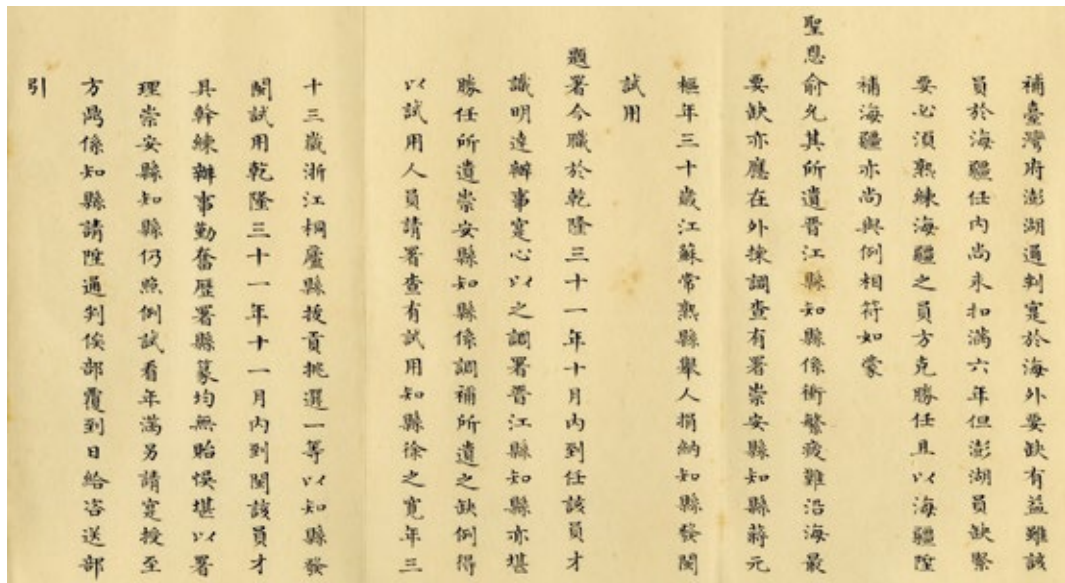 補臺灣府澎湖通判寔於海外要缺有益雖該
員於海疆任內尚未扣滿六年但澎湖員缺緊
要必須熟練海疆之員方克勝任且以海疆陞
補海疆亦尚與例相符如蒙
聖恩俞允其所遺晉江縣知縣係衝繁疲難沿海最
要缺亦應在外揀調查有署崇安縣知縣蔣元
樞年三十歲江蘇常熟縣舉人捐納知縣發閩
試用
題署今職於乾隆三十一年十月內到任該員才
識明達辦事寔心以之調署晉江縣知縣亦堪
勝任所遺崇安縣知縣係調補所遺之缺例得
以試用人員請署查有試用知縣徐之寬年三
十三歲浙江桐廬縣拔貢挑選一等以知縣發
閩試用乾隆三十一年十一月內到閩該員才
具幹練辦事勤奮歷署縣篆均無貽悞堪以署
理崇安縣知縣仍照例試看年滿另請寔授至
方鳴係知縣請陞通判俟部覆到日給咨送部
引